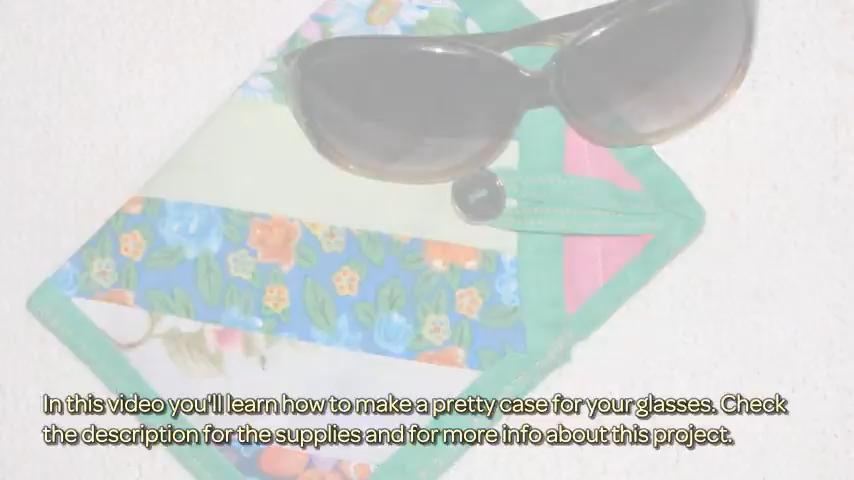 In this video you'll learn how to make a pretty case for your glasses. Check
the description for the supplies and for more info about this project.